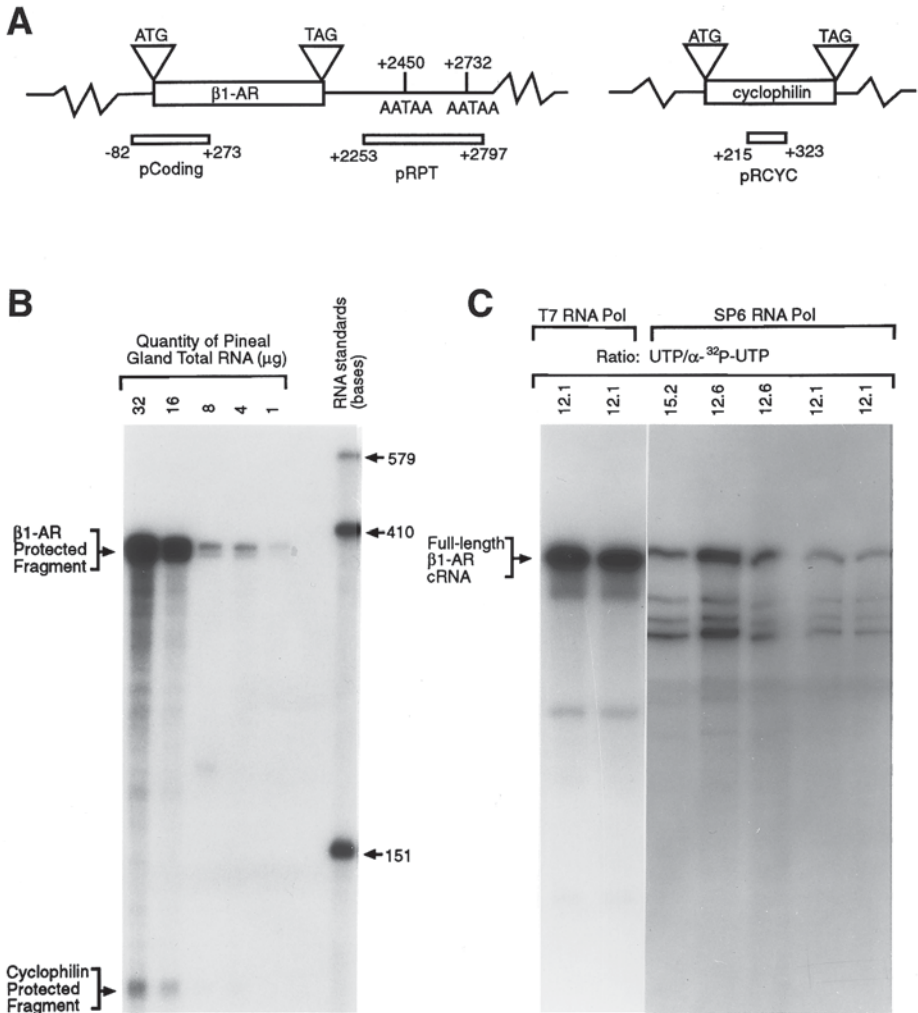 A
ATG
TAG
+2450
+2732
β1-AR
AATAA
AATAA
-82
+273
pCoding
+2253
+2797
pRPT
ATG
TAG
cyclophilin
+215
+323
pRCYC
B
Quantity of Pineal
Gland Total RNA (μg)
32
16
8
4
1
RNA standards
(bases)
579
410
151
β1-AR
Protected
Fragment
Cyclophilin
Protected
Fragment
C
T7 RNA Pol
SP6 RNA Pol
Ratio: UTP/α-³²P-UTP
12.1
12.1
15.2
12.6
12.6
12.1
12.1
Full-length
β1-AR
cRNA